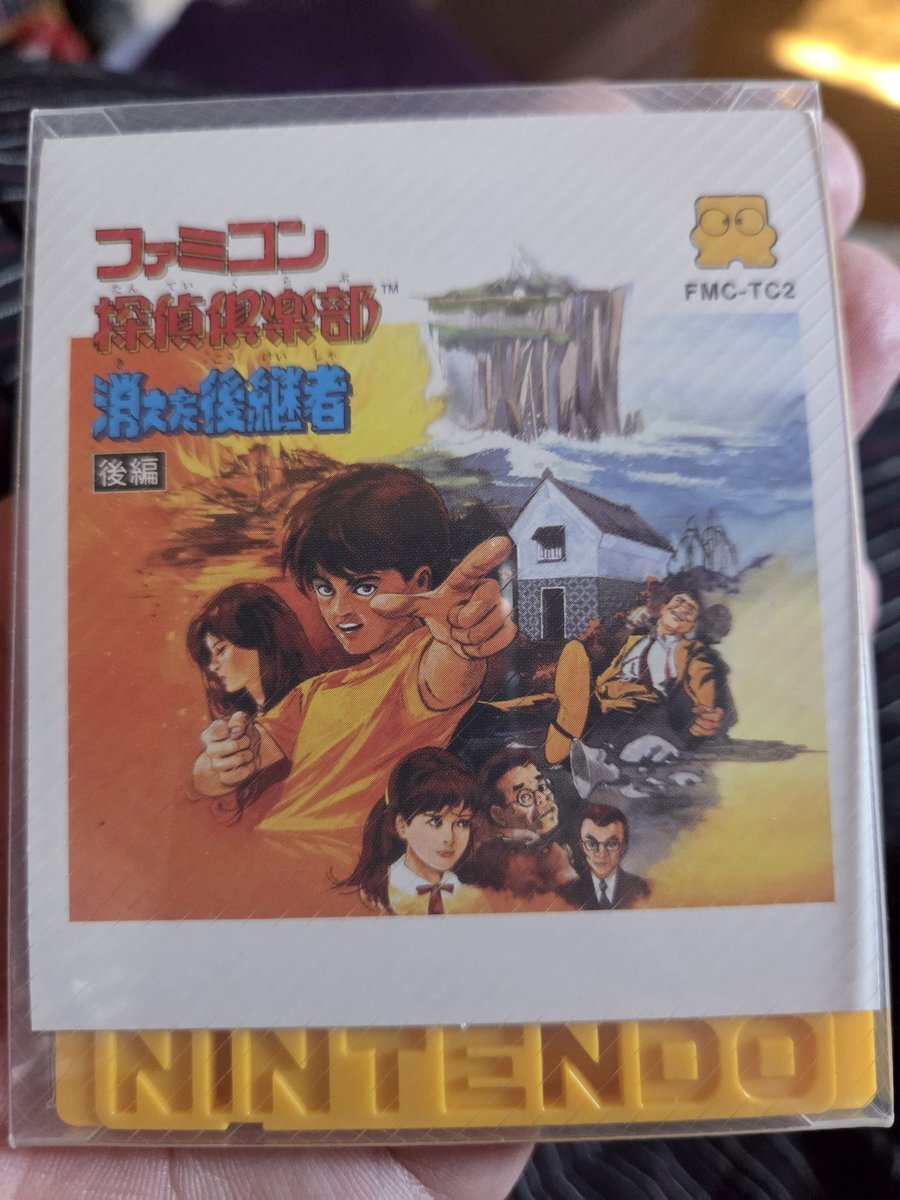 ファミコン
たんていくらぶ
探偵倶楽部™
きこうけいしゃ
消えた後継者
後編
FMC-TC2
NINTENDO